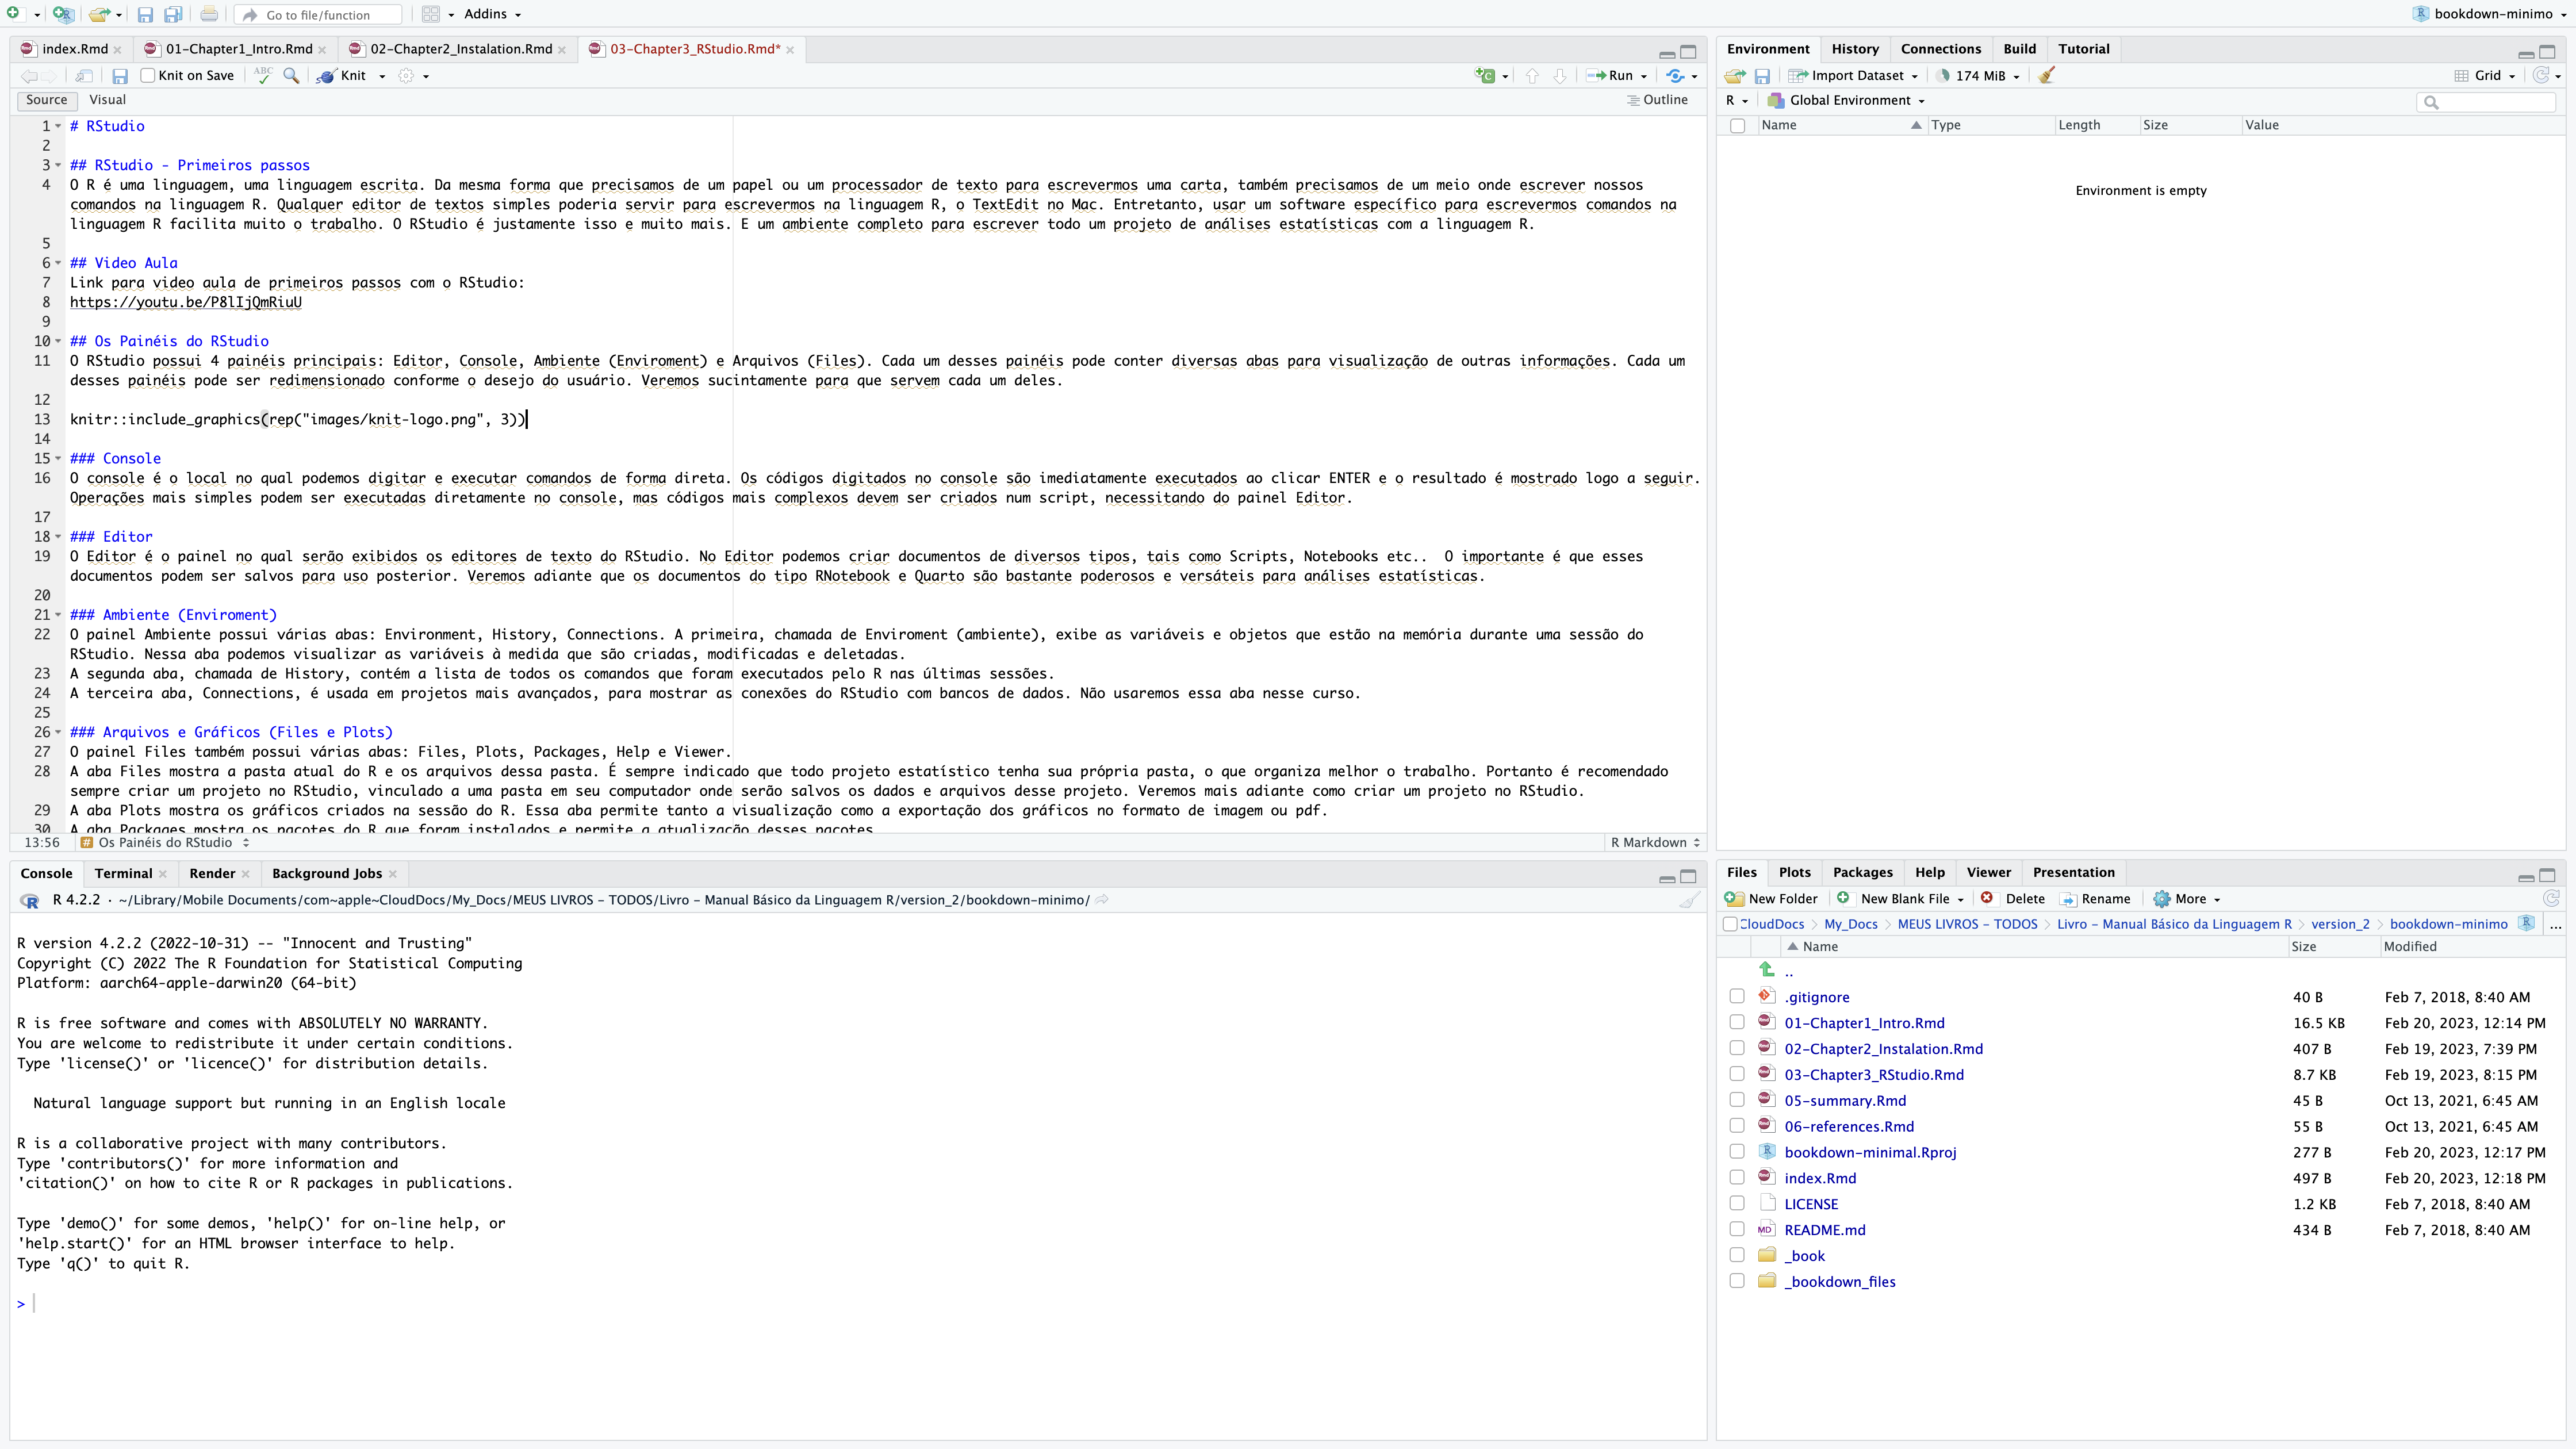 Go to file/function
Addins
bookdown-minimo
index.Rmd
01-Chapter1_Intro.Rmd
02-Chapter2_Instalation.Rmd
03-Chapter3_RStudio.Rmd*
Knit on Save
ABC
Knit
Run
Source
Visual
Outline
1 # RStudio
2
3 ## RStudio - Primeiros passos
4 O R é uma linguagem, uma linguagem escrita. Da mesma forma que precisamos de um papel ou um processador de texto para escrevermos uma carta, também precisamos de um meio onde escrever nossos
comandos na linguagem R. Qualquer editor de textos simples poderia servir para escrevermos na linguagem R, o TextEdit no Mac. Entretanto, usar um software específico para escrevermos comandos na
linguagem R facilita muito o trabalho. O RStudio é justamente isso e muito mais. E um ambiente completo para escrever todo um projeto de análises estatísticas com a linguagem R.
5
6 ## Video Aula
7 Link para video aula de primeiros passos com o RStudio:
8 https://youtu.be/P8lIjQmRiuU
9
10 ## Os Painéis do RStudio
11 O RStudio possui 4 painéis principais: Editor, Console, Ambiente (Enviroment) e Arquivos (Files). Cada um desses painéis pode conter diversas abas para visualização de outras informações. Cada um
desses painéis pode ser redimensionado conforme o desejo do usuário. Veremos sucintamente para que servem cada um deles.
12
13 knitr::include_graphics(rep("images/knit-logo.png", 3))
14
15 ### Console
16 O console é o local no qual podemos digitar e executar comandos de forma direta. Os códigos digitados no console são imediatamente executados ao clicar ENTER e o resultado é mostrado logo a seguir.
Operações mais simples podem ser executadas diretamente no console, mas códigos mais complexos devem ser criados num script, necessitando do painel Editor.
17
18 ### Editor
19 O Editor é o painel no qual serão exibidos os editores de texto do RStudio. No Editor podemos criar documentos de diversos tipos, tais como Scripts, Notebooks etc..  O importante é que esses
documentos podem ser salvos para uso posterior. Veremos adiante que os documentos do tipo RNotebook e Quarto são bastante poderosos e versáteis para análises estatísticas.
20
21 ### Ambiente (Enviroment)
22 O painel Ambiente possui várias abas: Environment, History, Connections. A primeira, chamada de Enviroment (ambiente), exibe as variáveis e objetos que estão na memória durante uma sessão do
RStudio. Nessa aba podemos visualizar as variáveis à medida que são criadas, modificadas e deletadas.
23 A segunda aba, chamada de History, contém a lista de todos os comandos que foram executados pelo R nas últimas sessões.
24 A terceira aba, Connections, é usada em projetos mais avançados, para mostrar as conexões do RStudio com bancos de dados. Não usaremos essa aba nesse curso.
25
26 ### Arquivos e Gráficos (Files e Plots)
27 O painel Files também possui várias abas: Files, Plots, Packages, Help e Viewer.
28 A aba Files mostra a pasta atual do R e os arquivos dessa pasta. É sempre indicado que todo projeto estatístico tenha sua própria pasta, o que organiza melhor o trabalho. Portanto é recomendado
sempre criar um projeto no RStudio, vinculado a uma pasta em seu computador onde serão salvos os dados e arquivos desse projeto. Veremos mais adiante como criar um projeto no RStudio.
29 A aba Plots mostra os gráficos criados na sessão do R. Essa aba permite tanto a visualização como a exportação dos gráficos no formato de imagem ou pdf.
30 A aba Packages mostra os pacotes do R que foram instalados e permite a atualização desses pacotes
13:56
# Os Painéis do RStudio
R Markdown
Console
Terminal
Render
Background Jobs
R 4.2.2 · ~/Library/Mobile Documents/com~apple~CloudDocs/My_Docs/MEUS LIVROS - TODOS/Livro - Manual Básico da Linguagem R/version_2/bookdown-minimo/
R version 4.2.2 (2022-10-31) -- "Innocent and Trusting"
Copyright (C) 2022 The R Foundation for Statistical Computing
Platform: aarch64-apple-darwin20 (64-bit)
R is free software and comes with ABSOLUTELY NO WARRANTY.
You are welcome to redistribute it under certain conditions.
Type 'license()' or 'licence()' for distribution details.
Natural language support but running in an English locale
R is a collaborative project with many contributors.
Type 'contributors()' for more information and
'citation()' on how to cite R or R packages in publications.
Type 'demo()' for some demos, 'help()' for on-line help, or
'help.start()' for an HTML browser interface to help.
Type 'q()' to quit R.
>
Environment
History
Connections
Build
Tutorial
Import Dataset
174 MiB
Grid
R
Global Environment
Name
Type
Length
Size
Value
Environment is empty
Files
Plots
Packages
Help
Viewer
Presentation
New Folder
New Blank File
Delete
Rename
More
CloudDocs > My_Docs > MEUS LIVROS - TODOS > Livro - Manual Básico da Linguagem R > version_2 > bookdown-minimo ...
Name Size Modified
..
.gitignore 40 B Feb 7, 2018, 8:40 AM
01-Chapter1_Intro.Rmd 16.5 KB Feb 20, 2023, 12:14 PM
02-Chapter2_Instalation.Rmd 407 B Feb 19, 2023, 7:39 PM
03-Chapter3_RStudio.Rmd 8.7 KB Feb 19, 2023, 8:15 PM
05-summary.Rmd 45 B Oct 13, 2021, 6:45 AM
06-references.Rmd 55 B Oct 13, 2021, 6:45 AM
bookdown-minimal.Rproj 277 B Feb 20, 2023, 12:17 PM
index.Rmd 497 B Feb 20, 2023, 12:18 PM
LICENSE 1.2 KB Feb 7, 2018, 8:40 AM
README.md 434 B Feb 7, 2018, 8:40 AM
_book
_bookdown_files